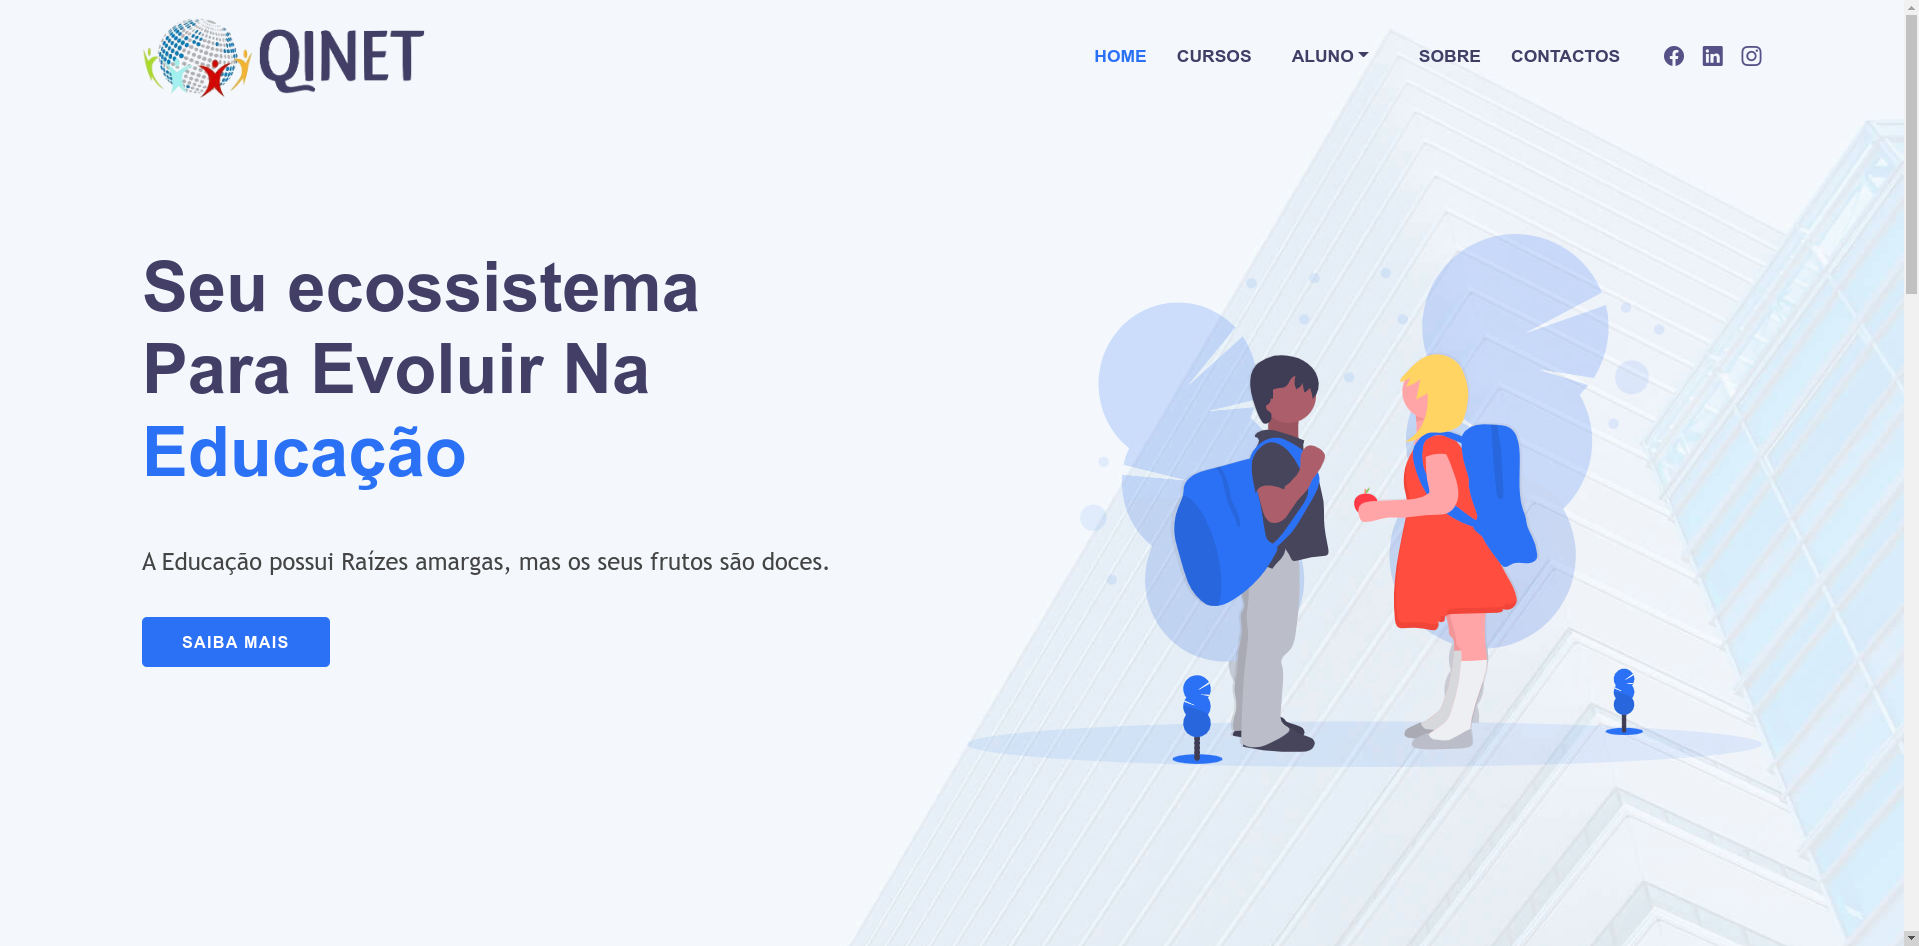 QINET
HOME CURSOS ALUNO SOBRE CONTACTOS
Seu ecossistema
Para Evoluir Na
Educação
A Educação possui Raízes amargas, mas os seus frutos são doces.
SAIBA MAIS